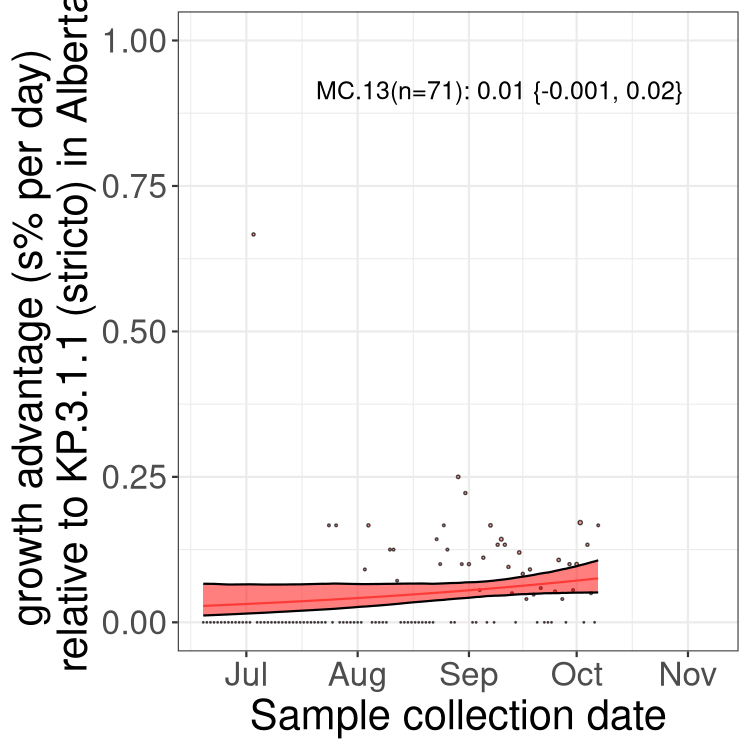 growth advantage (s% per day)
relative to KP.3.1.1 (stricto) in Alberta
1.00
0.75
0.50
0.25
0.00
MC.13(n=71): 0.01 {-0.001, 0.02}
Jul Aug Sep Oct Nov
Sample collection date